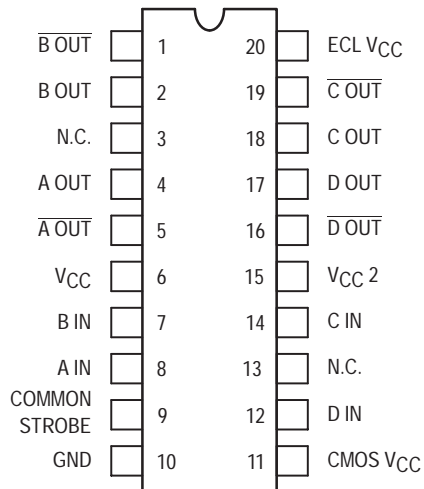 B OUT 1 20 ECL VCC
B OUT 2 19 C OUT
N.C. 3 18 C OUT
A OUT 4 17 D OUT
A OUT 5 16 D OUT
VCC 6 15 VCC 2
B IN 7 14 C IN
A IN 8 13 N.C.
COMMON
STROBE 9 12 D IN
GND 10 11 CMOS VCC